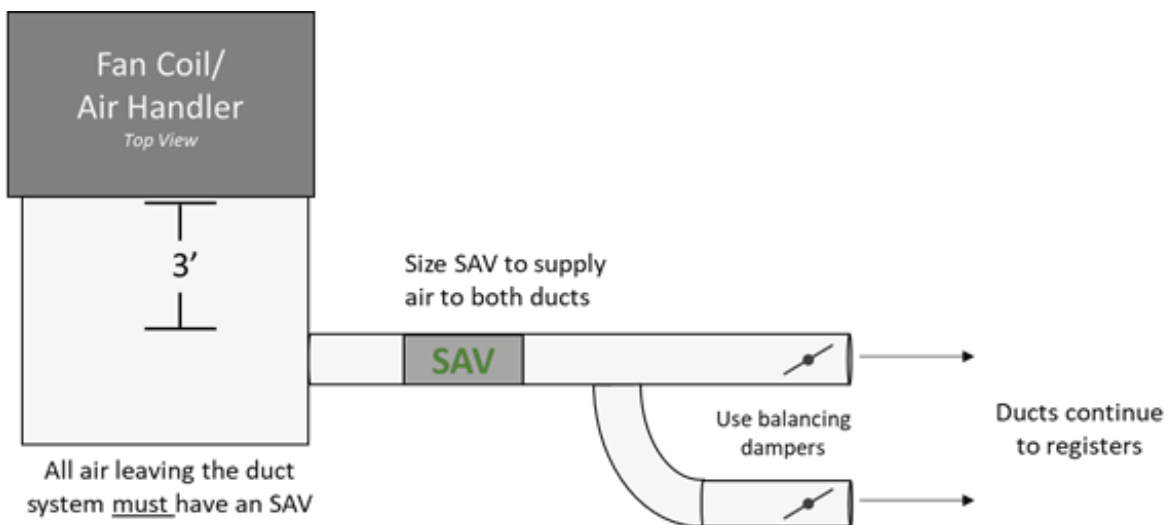 Fan Coil/
Air Handler
Top View
3’
Size SAV to supply
air to both ducts
SAV
Use balancing
dampers
Ducts continue
to registers
All air leaving the duct
system must have an SAV